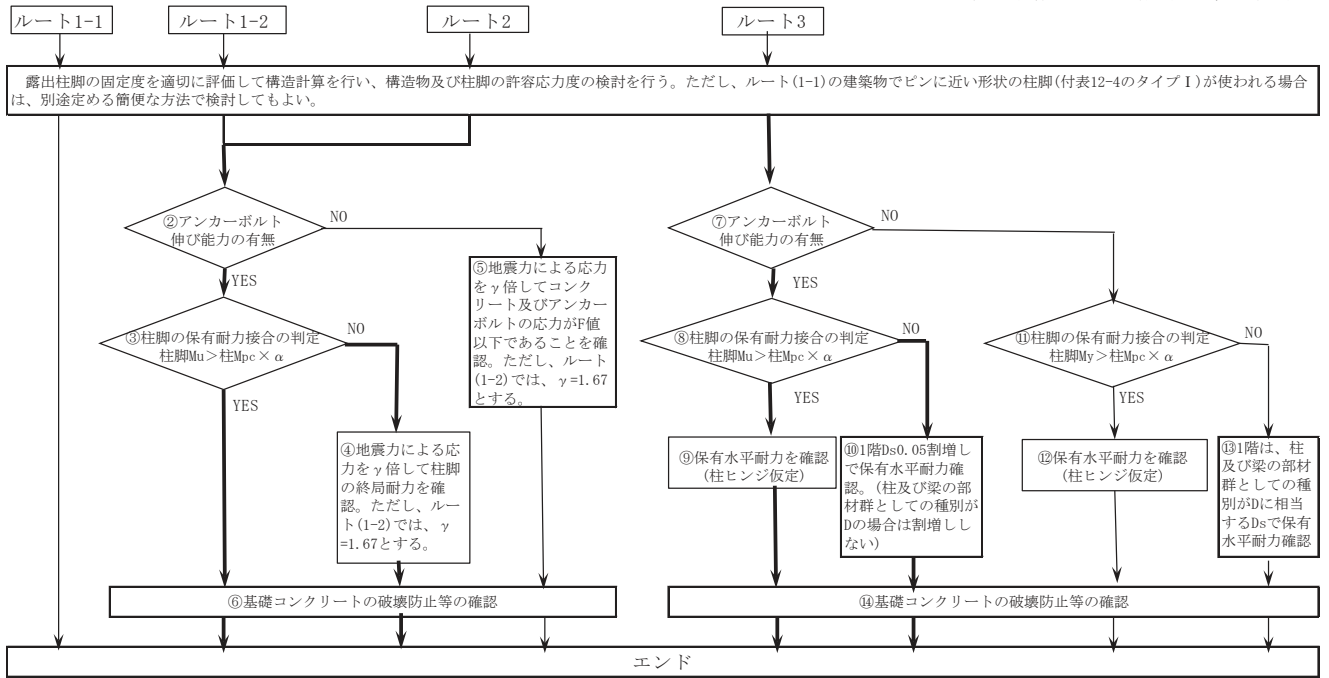 ルート1-1
ルート1-2
ルート2
ルート3
露出柱脚の固定度を適切に評価して構造計算を行い、構造物及び柱脚の許容応力度の検討を行う。ただし、ルート(1-1)の建築物でピンに近い形状の柱脚(付表12-4のタイプⅠ)が使われる場合
は、別途定める簡便な方法で検討してもよい。
②アンカーボルト
伸び能力の有無
NO
YES
③柱脚の保有耐力接合の判定
柱脚Mu＞柱Mpc×α
NO
YES
④地震力による応
力をγ倍して柱脚
の終局耐力を確
認。ただし、ルー
ト(1-2)では、γ
=1.67とする。
⑤地震力による応力
をγ倍してコンク
リート及びアンカー
ボルトの応力がF値
以下であることを確
認。ただし、ルート
(1-2)では、γ=1.67
とする。
⑥基礎コンクリートの破壊防止等の確認
⑦アンカーボルト
伸び能力の有無
NO
YES
⑧柱脚の保有耐力接合の判定
柱脚Mu＞柱Mpc×α
NO
YES
⑨保有水平耐力を確認
(柱ヒンジ仮定)
⑩1階Ds0.05割増し
で保有水平耐力確
認。(柱及び梁の部
材群としての種別が
Dの場合は割増しし
ない)
⑪柱脚の保有耐力接合の判定
柱脚My＞柱Mpc×α
NO
YES
⑫保有水平耐力を確認
(柱ヒンジ仮定)
⑬1階は、柱
及び梁の部材
群としての種
別がDに相当
するDsで保有
水平耐力確認
⑭基礎コンクリートの破壊防止等の確認
エンド